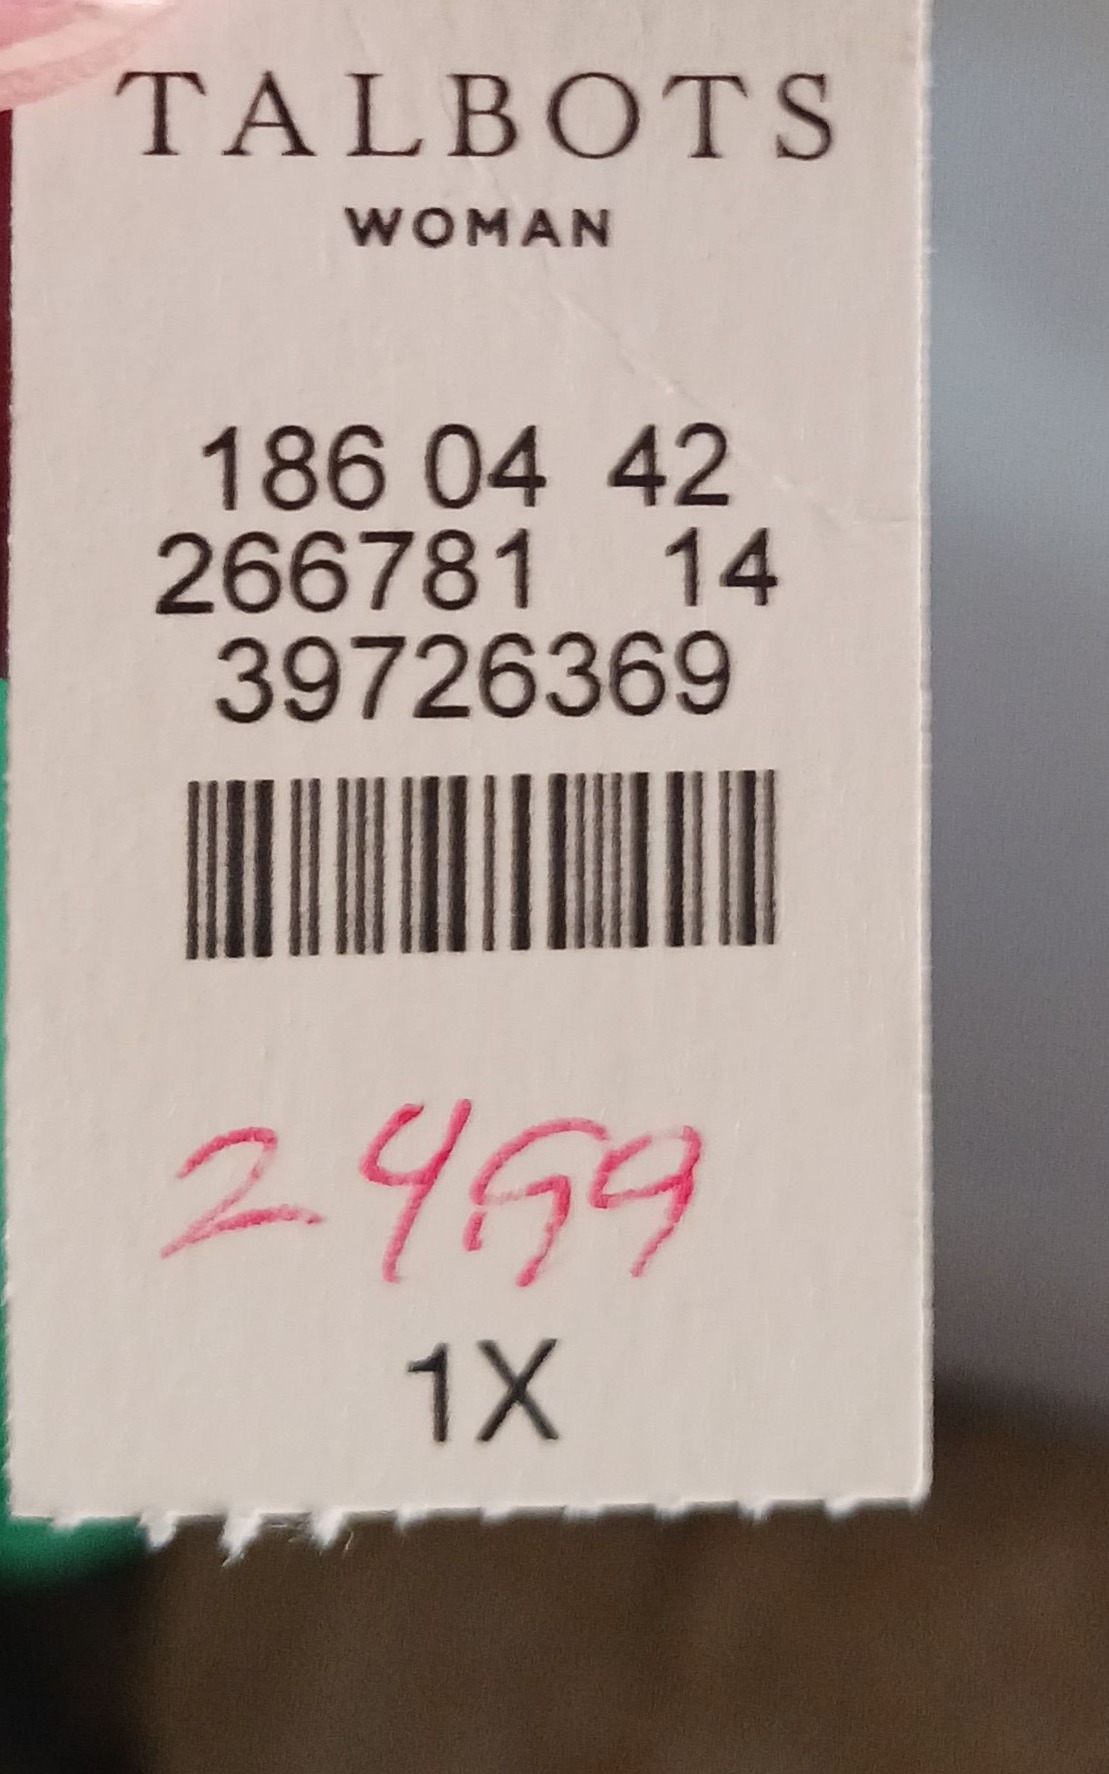 TALBOTS
WOMAN
186 04 42
266781 14
39726369
2499
1X